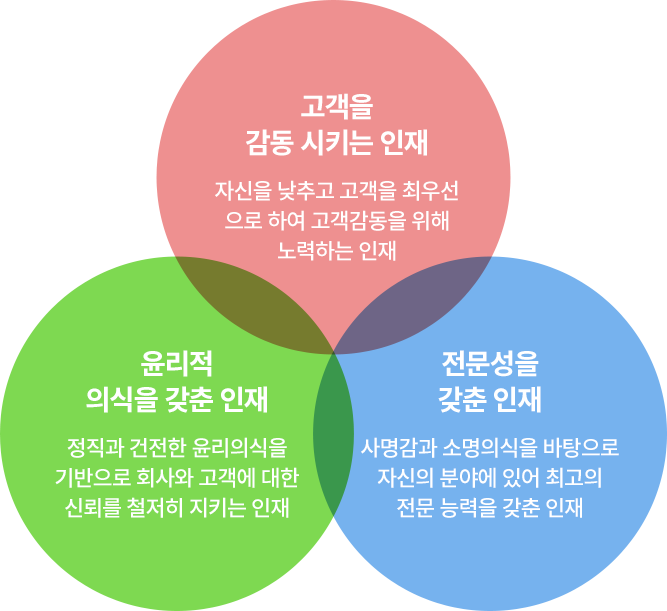 고객을
감동 시키는 인재
자신을 낮추고 고객을 최우선
으로 하여 고객감동을 위해
노력하는 인재
윤리적
의식을 갖춘 인재
정직과 건전한 윤리의식을
기반으로 회사와 고객에 대한
신뢰를 철저히 지키는 인재
전문성을
갖춘 인재
사명감과 소명의식을 바탕으로
자신의 분야에 있어 최고의
전문 능력을 갖춘 인재